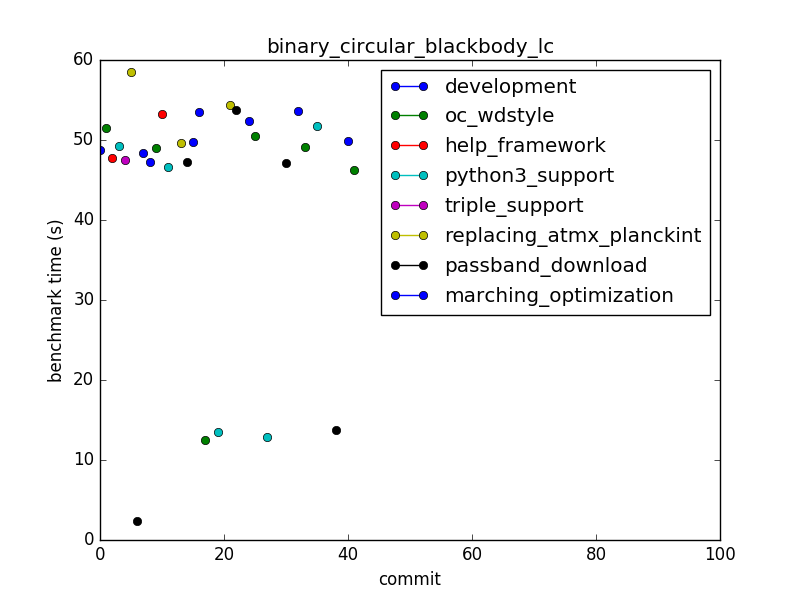 binary_circular_blackbody_lc
60
50
40
30
20
10
0
benchmark time (s)
development
oc_wdstyle
help_framework
python3_support
triple_support
replacing_atmx_planckint
passband_download
marching_optimization
0 20 40 60 80 100
commit